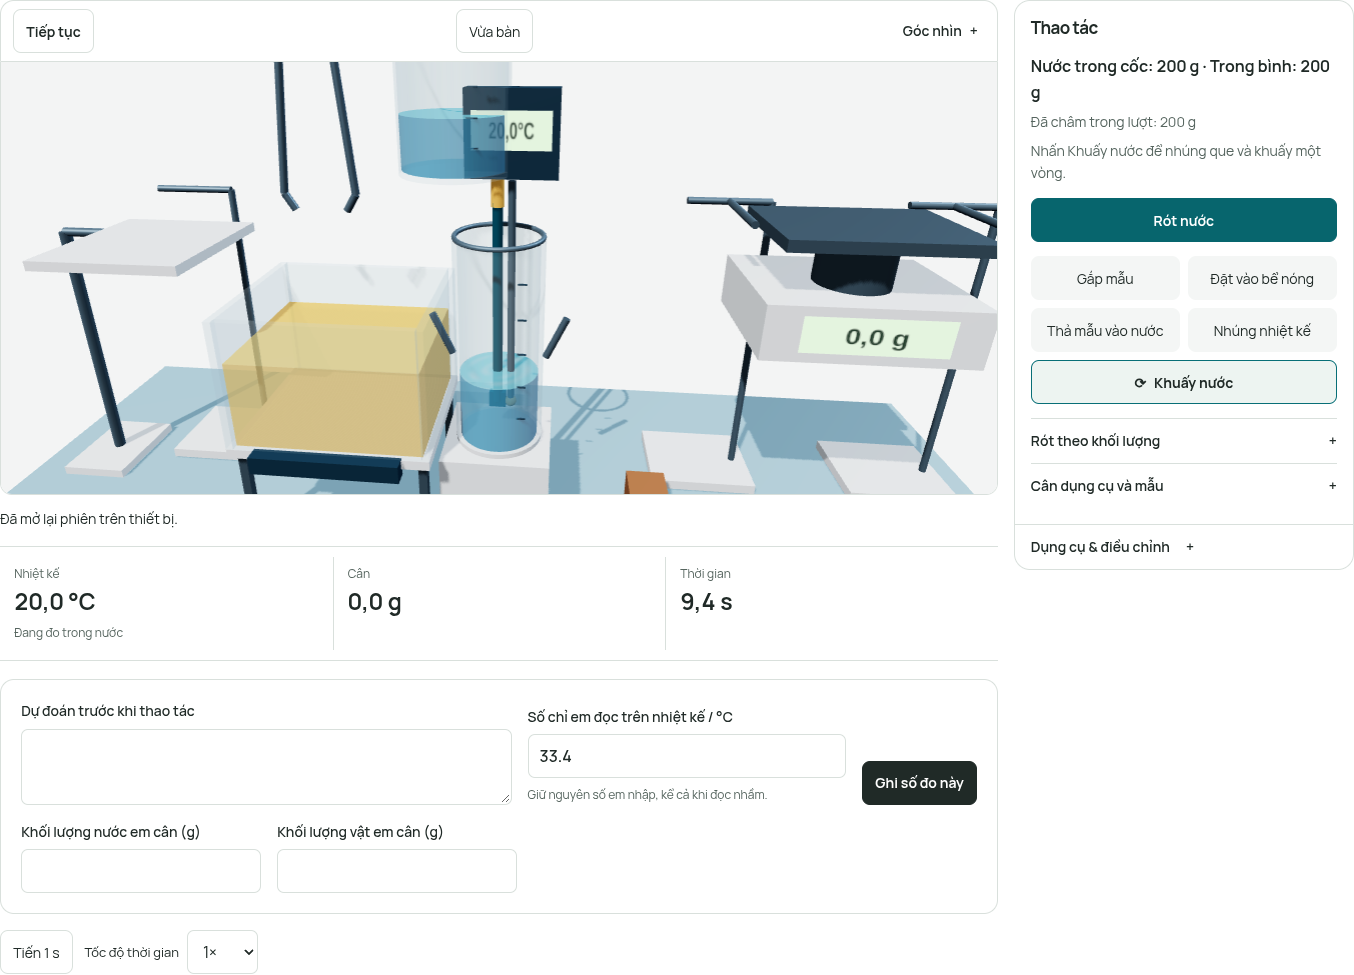 Tiếp tục
Vừa bàn
Góc nhìn +
20,0°C
0,0 g
Đã mở lại phiên trên thiết bị.
Nhiệt kế
20,0 °C
Đang đo trong nước
Cân
0,0 g
Thời gian
9,4 s
Dự đoán trước khi thao tác
Số chỉ em đọc trên nhiệt kế / °C
33.4
Giữ nguyên số em nhập, kể cả khi đọc nhầm.
Ghi số đo này
Khối lượng nước em cân (g)
Khối lượng vật em cân (g)
Tiến 1 s
Tốc độ thời gian
1×
Thao tác
Nước trong cốc: 200 g · Trong bình: 200
g
Đã châm trong lượt: 200 g
Nhấn Khuấy nước để nhúng que và khuấy một
vòng.
Rót nước
Gắp mẫu
Đặt vào bể nóng
Thả mẫu vào nước
Nhúng nhiệt kế
⟳ Khuấy nước
Rót theo khối lượng +
Cân dụng cụ và mẫu +
Dụng cụ & điều chỉnh +